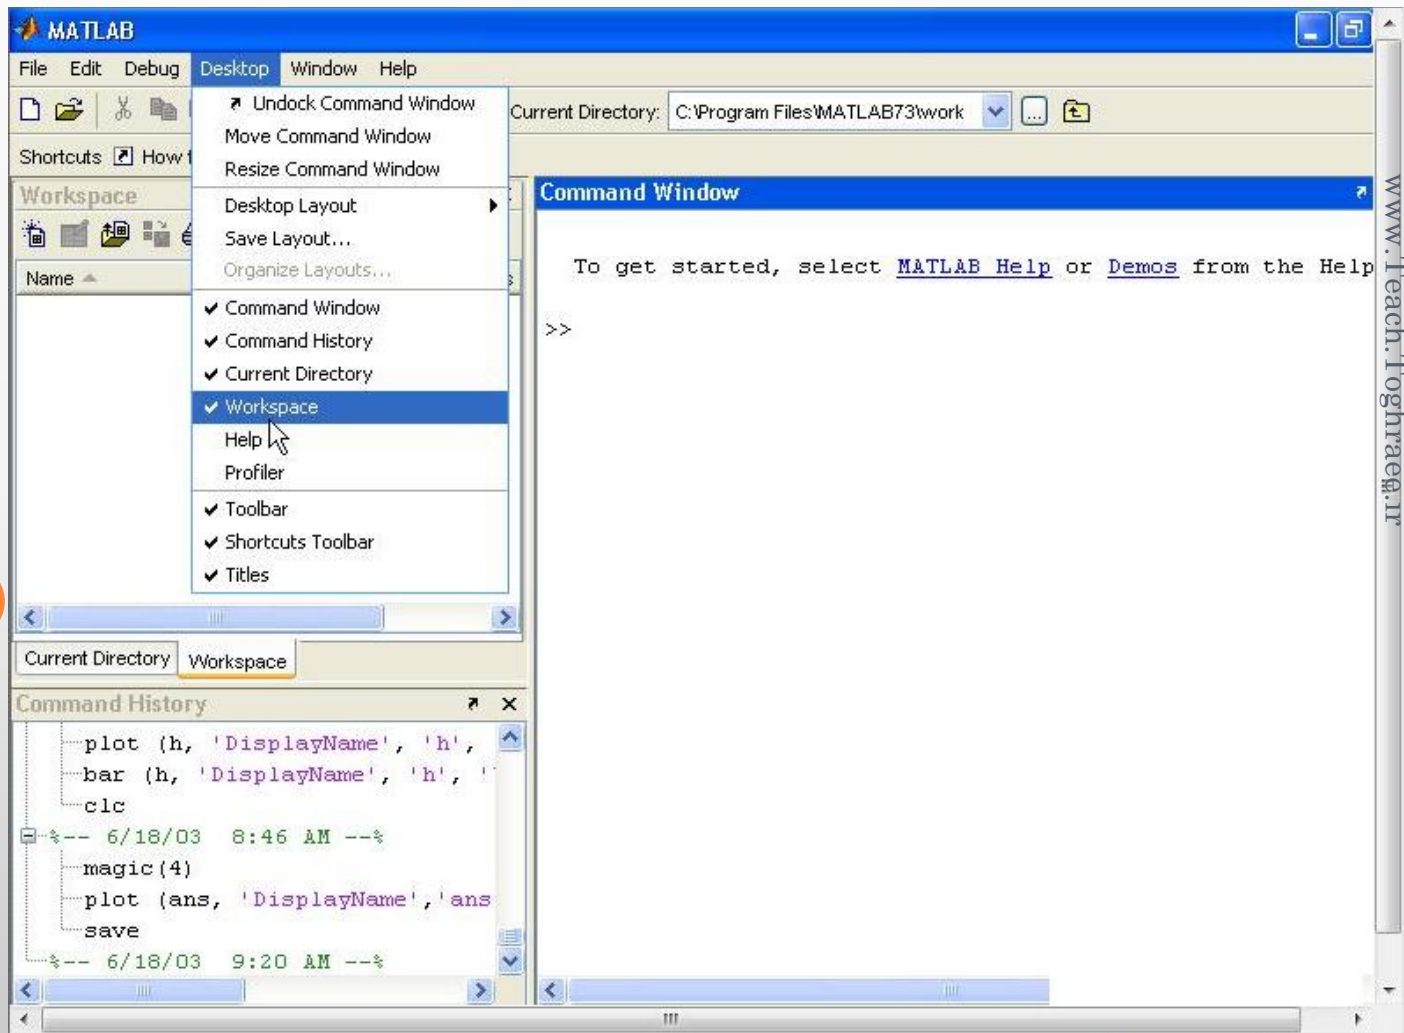 MATLAB
File Edit Debug Desktop Window Help
Undock Command Window
Move Command Window
Resize Command Window
Desktop Layout
Save Layout...
Organize Layouts...
Command Window
Command History
Current Directory
Workspace
Help
Profiler
Toolbar
Shortcuts Toolbar
Titles
Current Directory: C:\Program Files\MATLAB73\work ...
Shortcuts How
Workspace
Name
Current Directory Workspace
Command History
plot (h, 'DisplayName', 'h',
bar (h, 'DisplayName', 'h', '
clc
%-- 6/18/03 8:46 AM --%
magic(4)
plot (ans, 'DisplayName','ans
save
%-- 6/18/03 9:20 AM --%
Command Window
To get started, select MATLAB Help or Demos from the Help
>>
www.Teach.Toghraee.ir